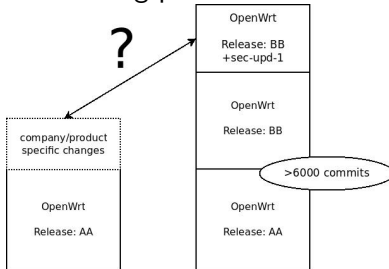 ?
OpenWrt
Release: BB
+sec-upd-1
OpenWrt
Release: BB
company/product
specific changes
>6000 commits
OpenWrt
Release: AA
OpenWrt
Release: AA